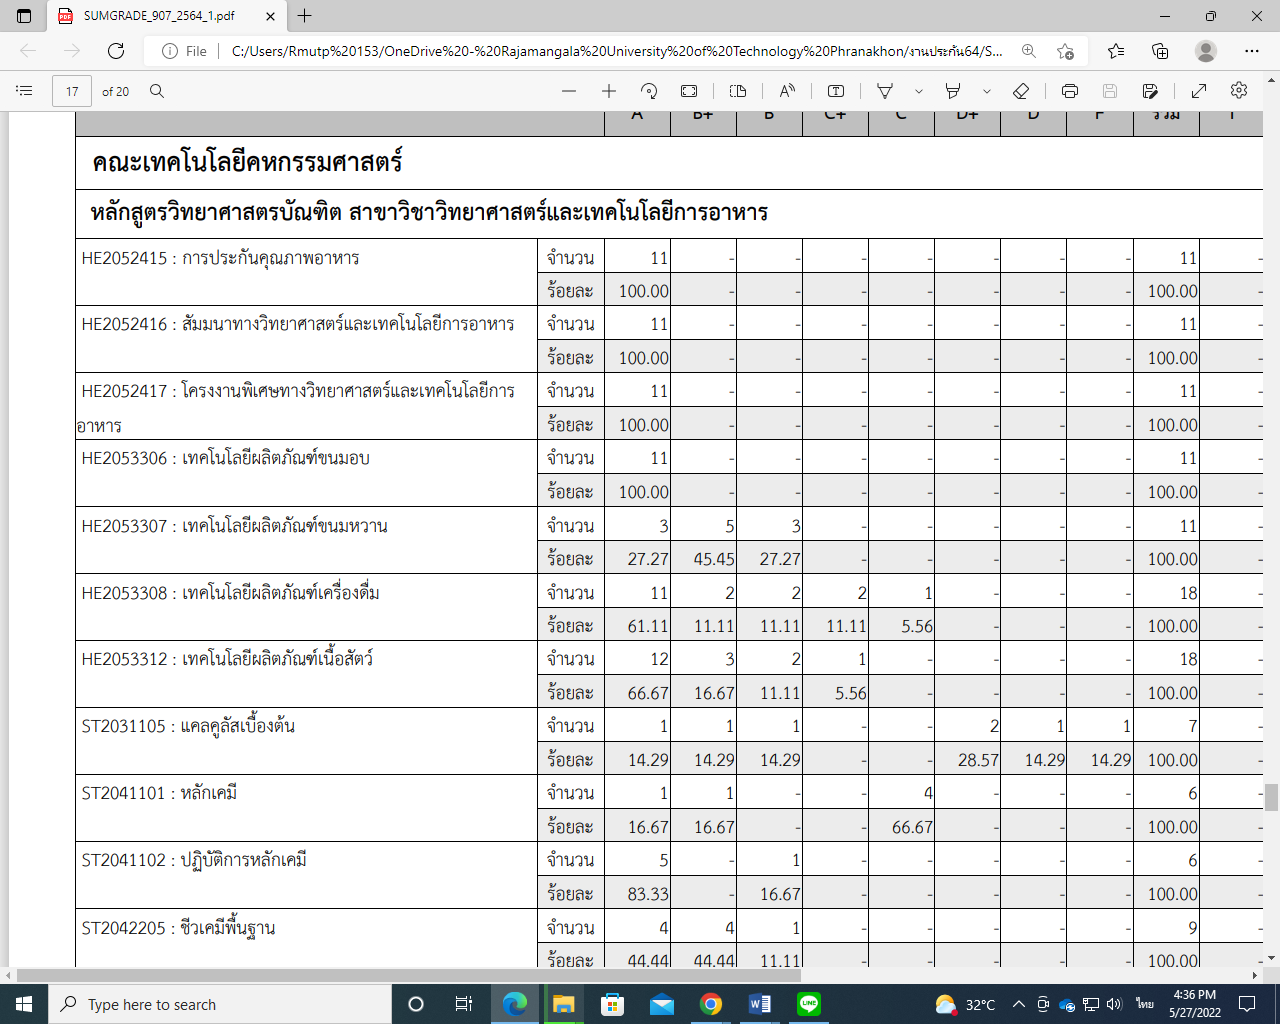 SUMGRADE_907_2564_1.pdf
File C:/Users/Rmutp%20153/OneDrive%20-%20Rajamangala%20University%20of%20Technology%20Phranakhon/งานประกัน64/S...
17 of 20
A B+ B C+ C D+ D F รวม I
คณะเทคโนโลยีคหกรรมศาสตร์
หลักสูตรวิทยาศาสตรบัณฑิต สาขาวิชาวิทยาศาสตร์และเทคโนโลยีการอาหาร
HE2052415 : การประกันคุณภาพอาหาร จำนวน 11 - - - - - - - 11 -
ร้อยละ 100.00 - - - - - - - 100.00 -
HE2052416 : สัมมนาทางวิทยาศาสตร์และเทคโนโลยีการอาหาร จำนวน 11 - - - - - - - 11 -
ร้อยละ 100.00 - - - - - - - 100.00 -
HE2052417 : โครงงานพิเศษทางวิทยาศาสตร์และเทคโนโลยีการ จำนวน 11 - - - - - - - 11 -
อาหาร ร้อยละ 100.00 - - - - - - - 100.00 -
HE2053306 : เทคโนโลยีผลิตภัณฑ์ขนมอบ จำนวน 11 - - - - - - - 11 -
ร้อยละ 100.00 - - - - - - - 100.00 -
HE2053307 : เทคโนโลยีผลิตภัณฑ์ขนมหวาน จำนวน 3 5 3 - - - - - 11 -
ร้อยละ 27.27 45.45 27.27 - - - - - 100.00 -
HE2053308 : เทคโนโลยีผลิตภัณฑ์เครื่องดื่ม จำนวน 11 2 2 2 1 - - - 18 -
ร้อยละ 61.11 11.11 11.11 11.11 5.56 - - - 100.00 -
HE2053312 : เทคโนโลยีผลิตภัณฑ์เนื้อสัตว์ จำนวน 12 3 2 1 - - - - 18 -
ร้อยละ 66.67 16.67 11.11 5.56 - - - - 100.00 -
ST2031105 : แคลคูลัสเบื้องต้น จำนวน 1 1 1 - - 2 1 1 7 -
ร้อยละ 14.29 14.29 14.29 - - 28.57 14.29 14.29 100.00 -
ST2041101 : หลักเคมี จำนวน 1 1 - - 4 - - - 6 -
ร้อยละ 16.67 16.67 - - 66.67 - - - 100.00 -
ST2041102 : ปฏิบัติการหลักเคมี จำนวน 5 - 1 - - - - - 6 -
ร้อยละ 83.33 - 16.67 - - - - - 100.00 -
ST2042205 : ชีวเคมีพื้นฐาน จำนวน 4 4 1 - - - - - 9 -
ร้อยละ 44.44 44.44 11.11 - - - - - 100.00 -
Type here to search
32°C
ไทย
4:36 PM
5/27/2022